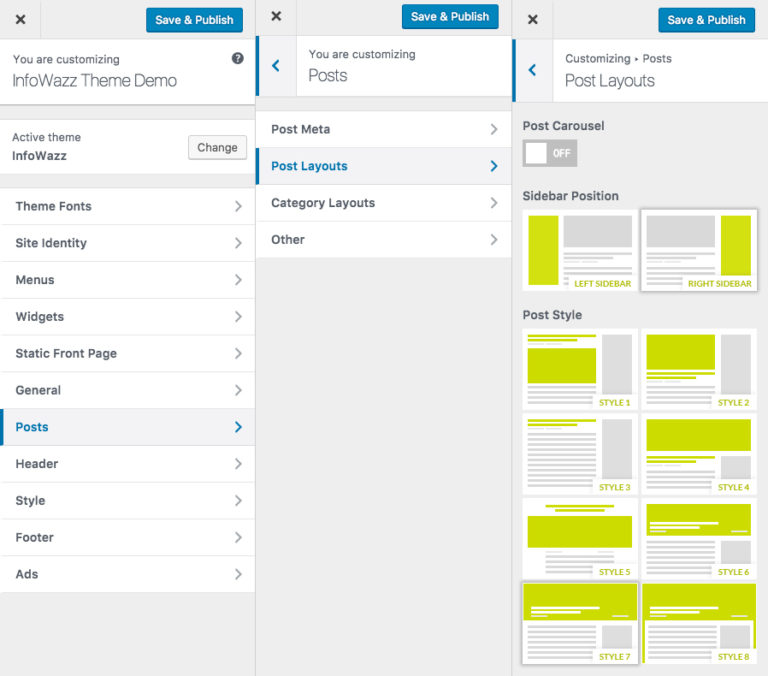 Save & Publish
You are customizing
InfoWazz Theme Demo
Active theme
InfoWazz
Change
Theme Fonts
Site Identity
Menus
Widgets
Static Front Page
General
Posts
Header
Style
Footer
Ads
Save & Publish
You are customizing
Posts
Post Meta
Post Layouts
Category Layouts
Other
Save & Publish
Customizing ▸ Posts
Post Layouts
Post Carousel
OFF
Sidebar Position
LEFT SIDEBAR
RIGHT SIDEBAR
Post Style
STYLE 1
STYLE 2
STYLE 3
STYLE 4
STYLE 5
STYLE 6
STYLE 7
STYLE 8